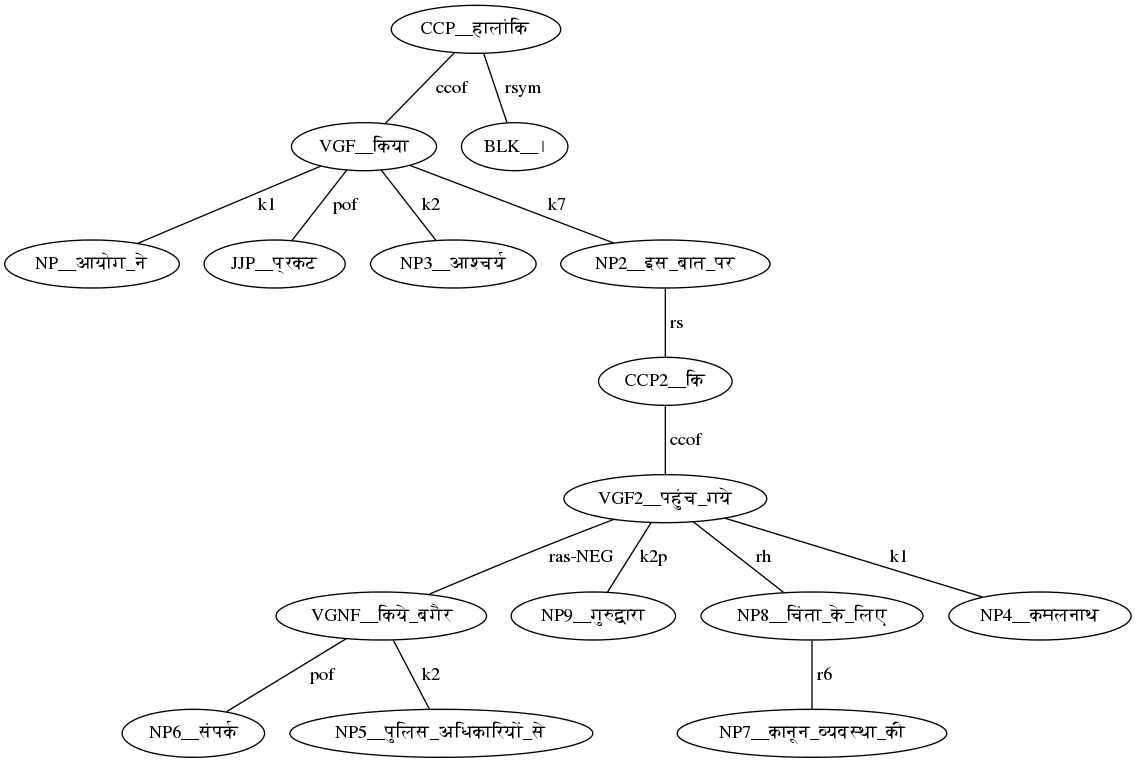 CCP__हालांकि
ccof rsym
VGF__किया BLK__।
k1 pof k2 k7
NP__आयोग_ने JJP__प्रकट NP3__आश्चर्य NP2__इस_बात_पर
rs
CCP2__कि
ccof
VGF2__पहुंच_गये
ras-NEG k2p rh k1
VGNF__किये_बगैर NP9__गुरुद्वारा NP8__चिंता_के_लिए NP4__कमलनाथ
pof k2 r6
NP6__संपर्क NP5__पुलिस_अधिकारियों_से NP7__कानून_व्यवस्था_की